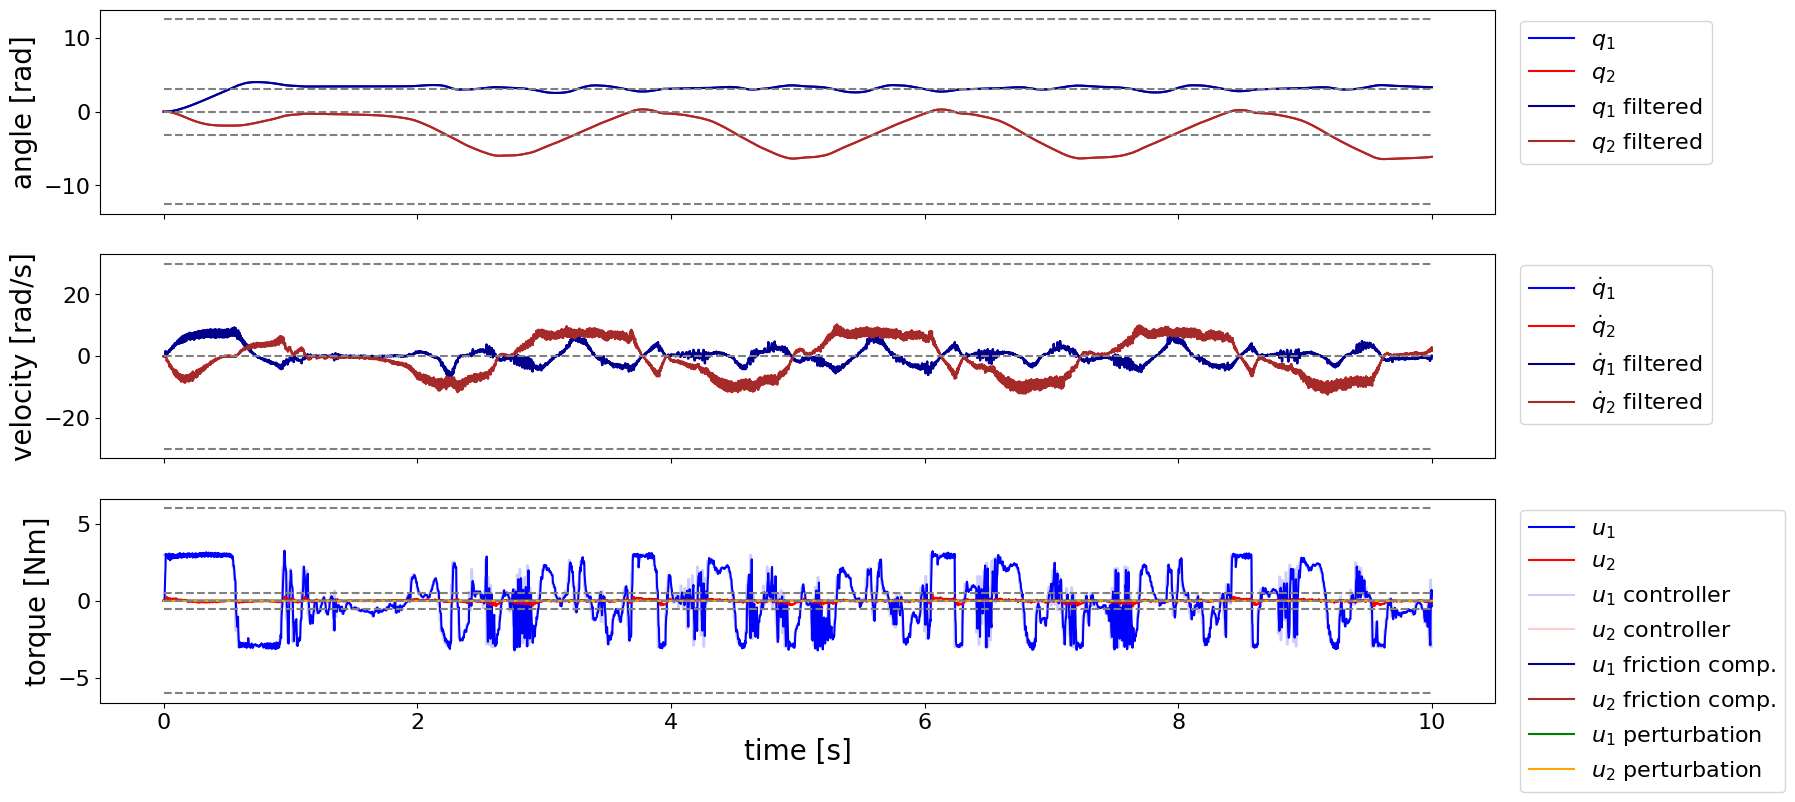 angle [rad]
10
0
−10
q₁
q₂
q₁ filtered
q₂ filtered
velocity [rad/s]
20
0
−20
q̇₁
q̇₂
q̇₁ filtered
q̇₂ filtered
torque [Nm]
5
0
−5
0 2 4 6 8 10
time [s]
u₁
u₂
u₁ controller
u₂ controller
u₁ friction comp.
u₂ friction comp.
u₁ perturbation
u₂ perturbation